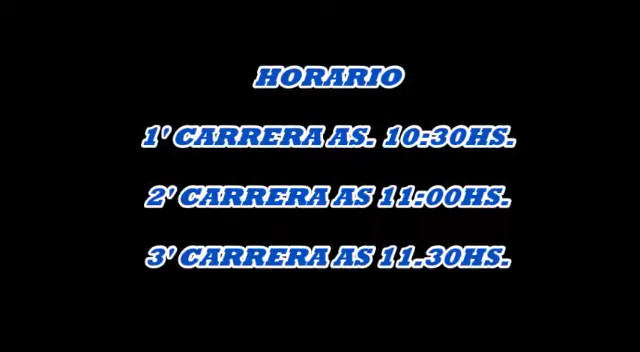 HORARIO
1' CARRERA AS. 10:30HS.
2' CARRERA AS 11:00HS.
3' CARRERA AS 11.30HS.